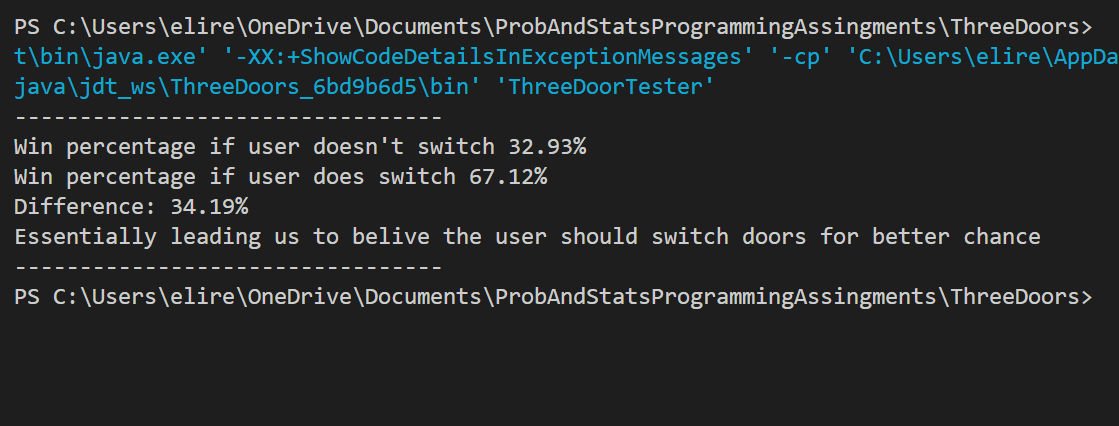 PS C:\Users\elire\OneDrive\Documents\ProbAndStatsProgrammingAssingments\ThreeDoors>
t\bin\java.exe' '-XX:+ShowCodeDetailsInExceptionMessages' '-cp' 'C:\Users\elire\AppDa
java\jdt_ws\ThreeDoors_6bd9b6d5\bin' 'ThreeDoorTester'
---------------------------------
Win percentage if user doesn't switch 32.93%
Win percentage if user does switch 67.12%
Difference: 34.19%
Essentially leading us to belive the user should switch doors for better chance
---------------------------------
PS C:\Users\elire\OneDrive\Documents\ProbAndStatsProgrammingAssingments\ThreeDoors>